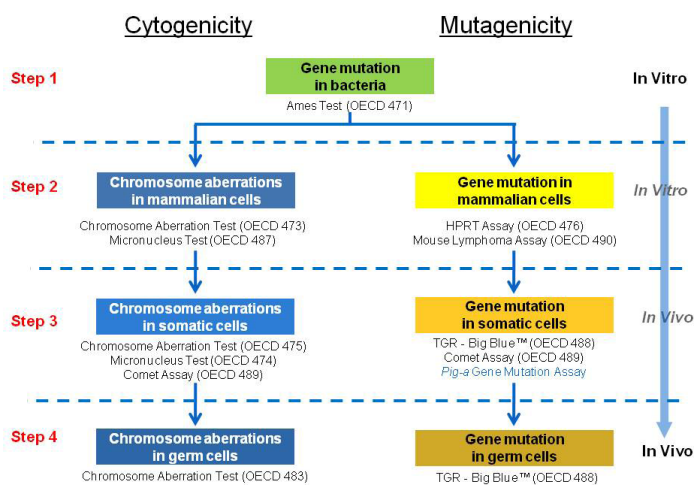 Cytogenicity
Mutagenicity
Step 1
Gene mutation
in bacteria
In Vitro
Ames Test (OECD 471)
Step 2
Chromosome aberrations
in mammalian cells
Gene mutation in
mammalian cells
In Vitro
Chromosome Aberration Test (OECD 473)
Micronucleus Test (OECD 487)
HPRT Assay (OECD 476)
Mouse Lymphoma Assay (OECD 490)
Step 3
Chromosome aberrations
in somatic cells
Gene mutation
in somatic cells
In Vivo
Chromosome Aberration Test (OECD 475)
Micronucleus Test (OECD 474)
Comet Assay (OECD 489)
TGR - Big Blue™ (OECD 488)
Comet Assay (OECD 489)
Pig-a Gene Mutation Assay
Step 4
Chromosome aberrations
in germ cells
Gene mutation
in germ cells
In Vivo
Chromosome Aberration Test (OECD 483)
TGR - Big Blue™ (OECD 488)